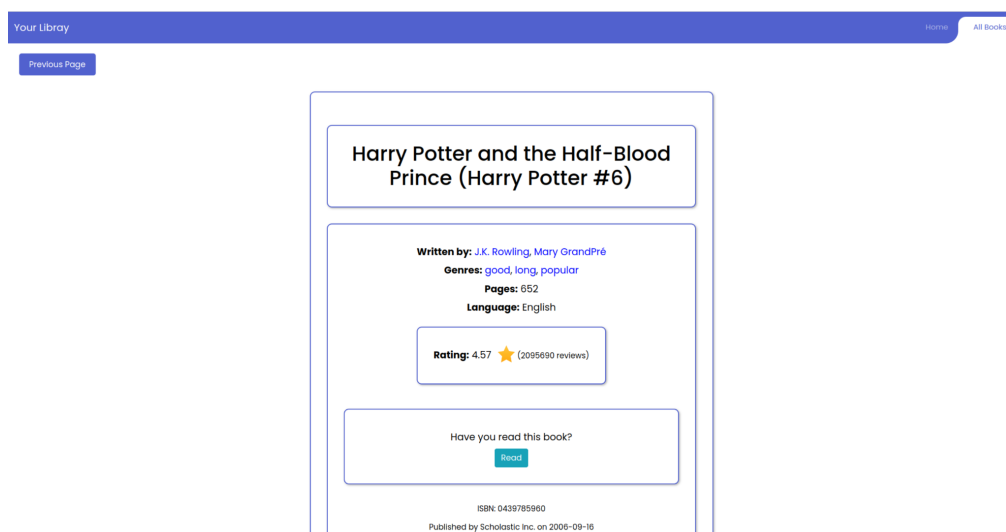 Your Libray
Home
All Books
Previous Page
Harry Potter and the Half-Blood
Prince (Harry Potter #6)
Written by: J.K. Rowling, Mary GrandPré
Genres: good, long, popular
Pages: 652
Language: English
Rating: 4.57 (2095690 reviews)
Have you read this book?
Read
ISBN: 0439785960
Published by Scholastic Inc. on 2006-09-16